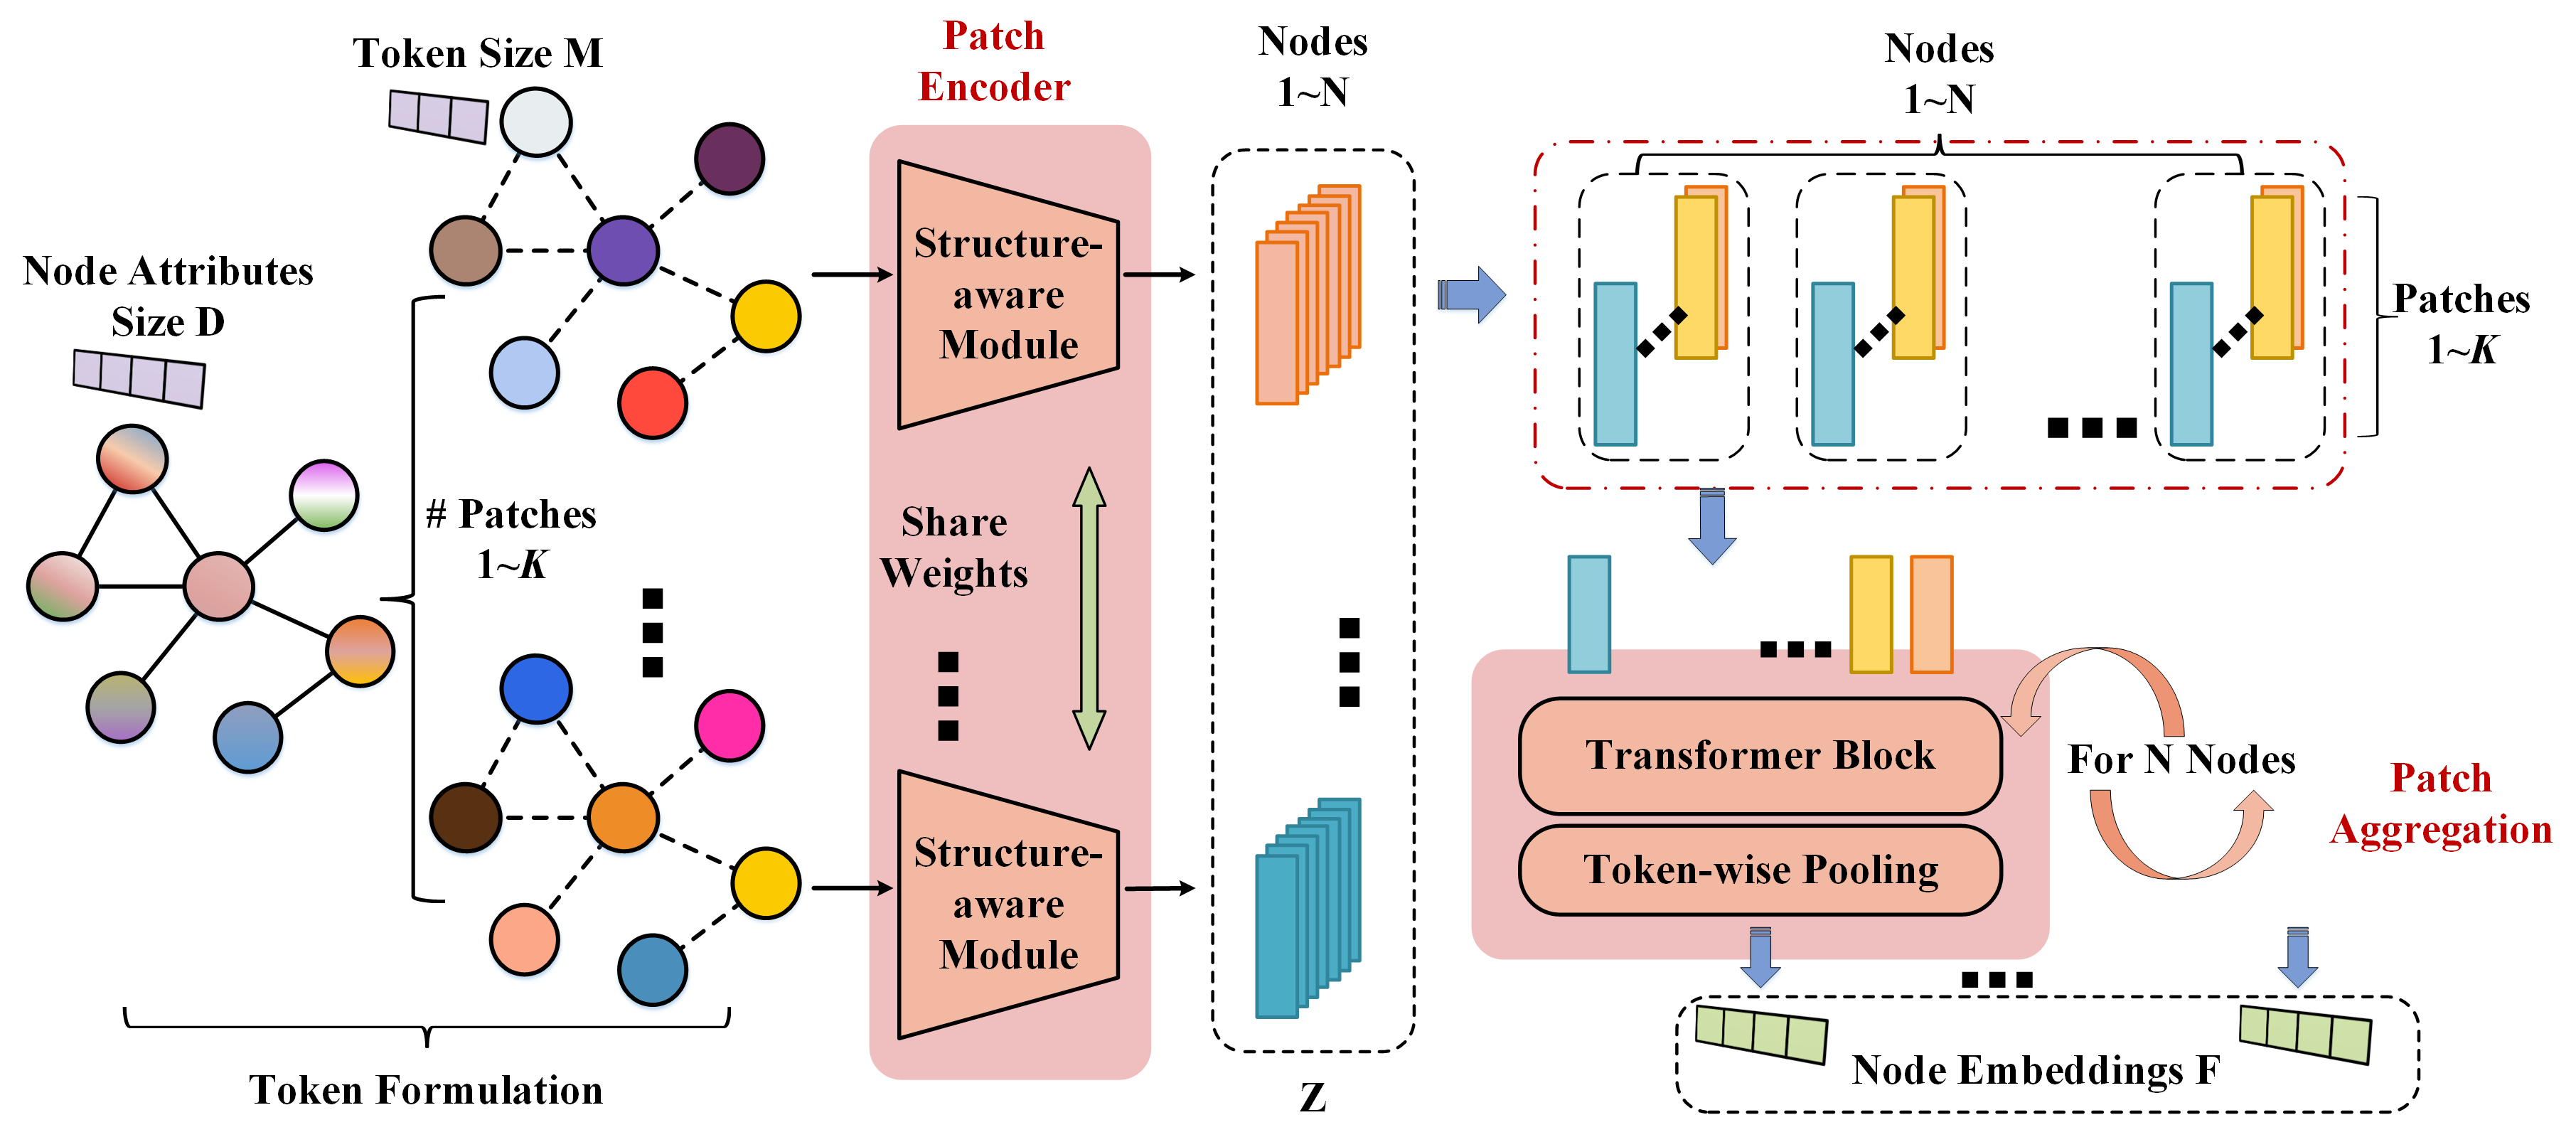 Token Size M
Node Attributes
Size D
# Patches
1~K
Token Formulation
Patch
Encoder
Structure-
aware
Module
Share
Weights
Structure-
aware
Module
Nodes
1~N
Z
Nodes
1~N
Patches
1~K
Transformer Block
Token-wise Pooling
For N Nodes
Patch
Aggregation
Node Embeddings F